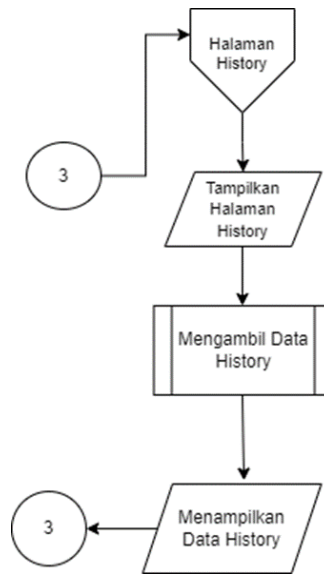 Halaman
History
3
Tampilkan
Halaman
History
Mengambil Data
History
Menampilkan
Data History
3